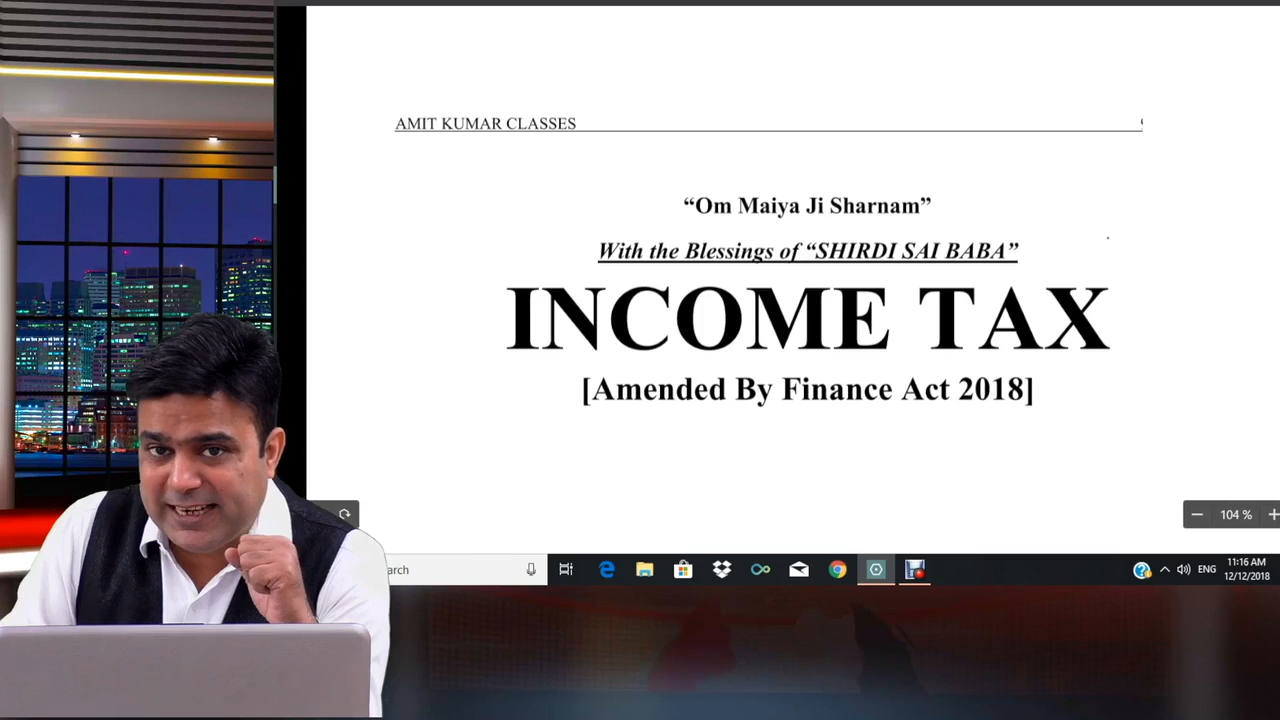 AMIT KUMAR CLASSES
“Om Maiya Ji Sharnam”
With the Blessings of “SHIRDI SAI BABA”
INCOME TAX
[Amended By Finance Act 2018]
104 %
arch
ENG
11:16 AM
12/12/2018